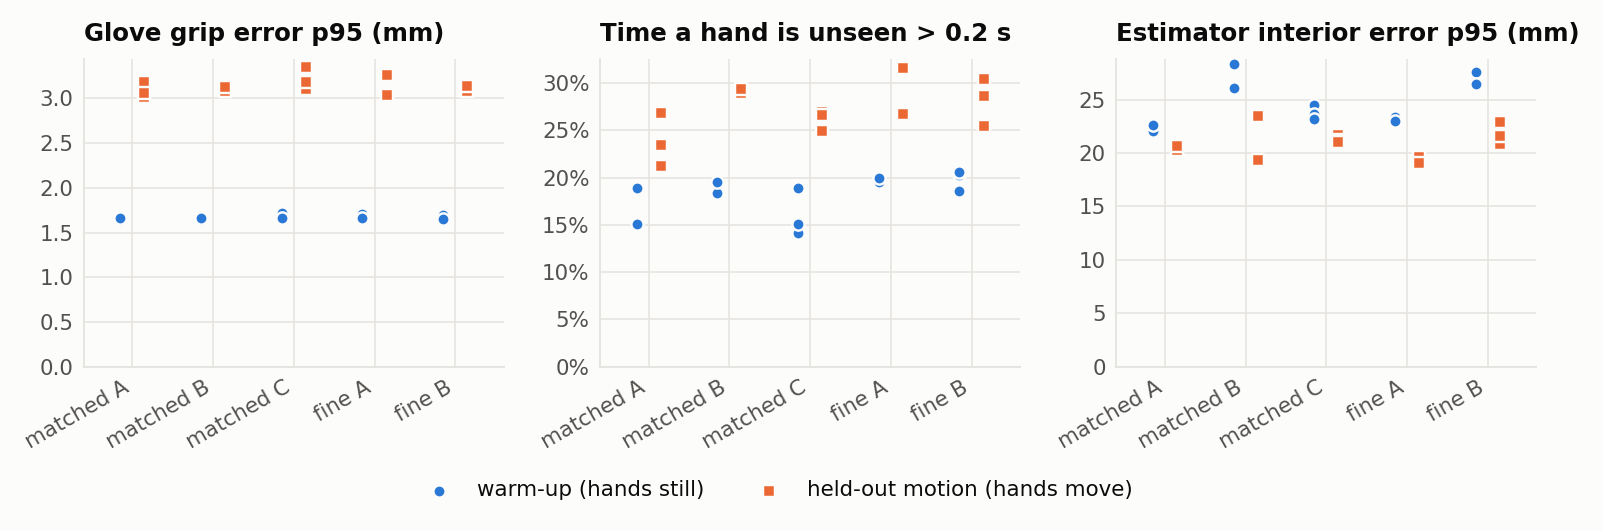 Glove grip error p95 (mm)
3.0
2.5
2.0
1.5
1.0
0.5
0.0
matched A
matched B
matched C
fine A
fine B
Time a hand is unseen > 0.2 s
30%
25%
20%
15%
10%
5%
0%
matched A
matched B
matched C
fine A
fine B
Estimator interior error p95 (mm)
25
20
15
10
5
0
matched A
matched B
matched C
fine A
fine B
warm-up (hands still)
held-out motion (hands move)